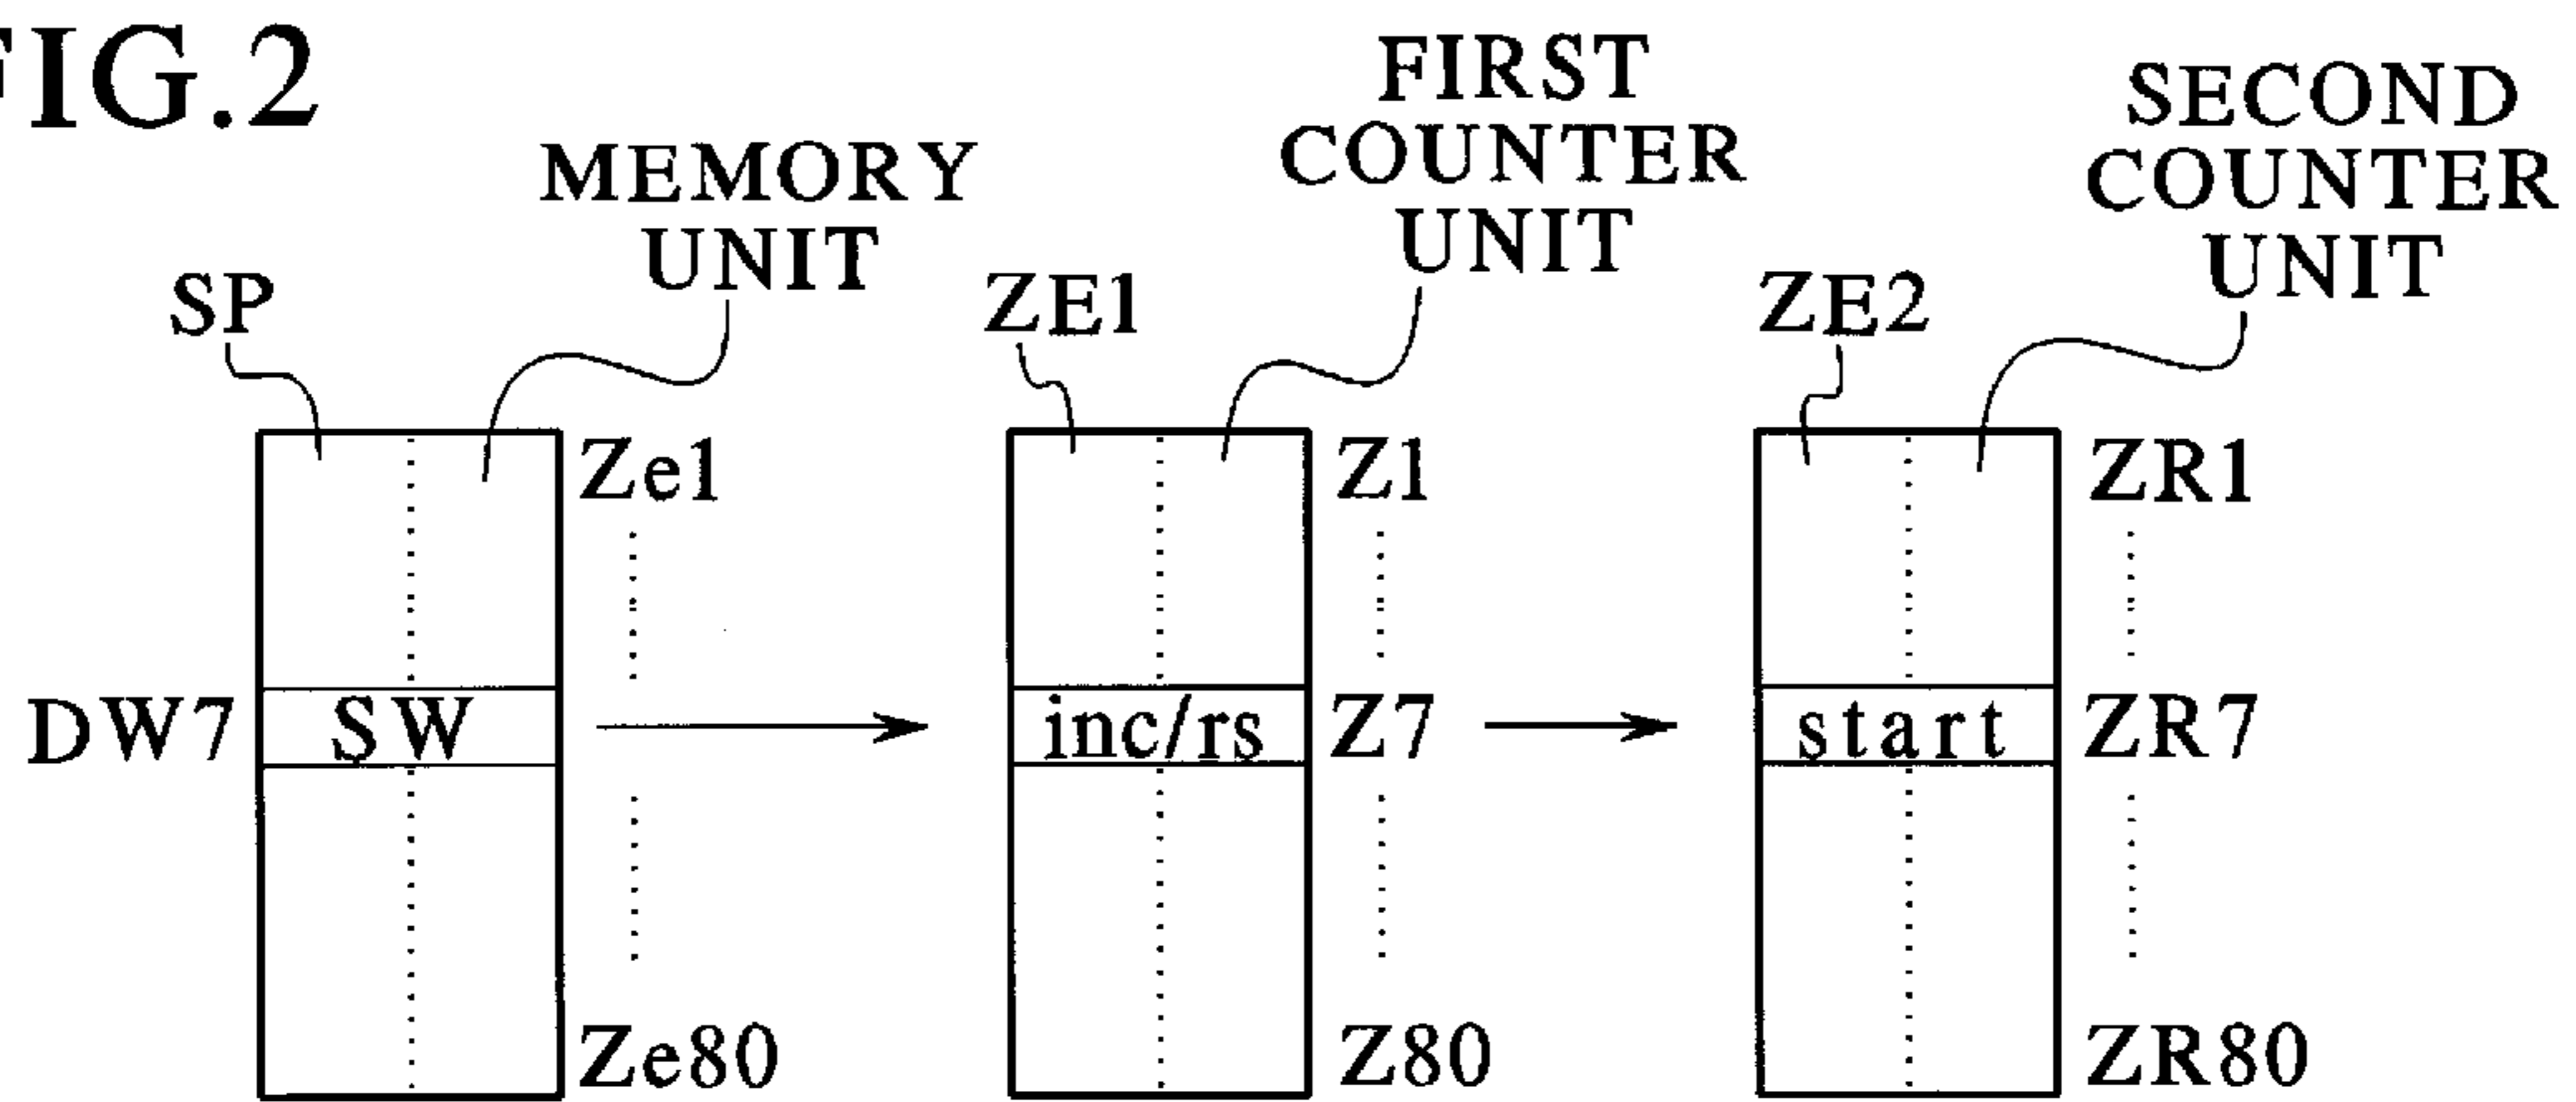 FIG.2
MEMORY
UNIT
FIRST
COUNTER
UNIT
SECOND
COUNTER
UNIT
SP
ZE1
ZE2
Ze1
Z1
ZR1
DW7
SW
inc/rs
Z7
start
ZR7
Ze80
Z80
ZR80